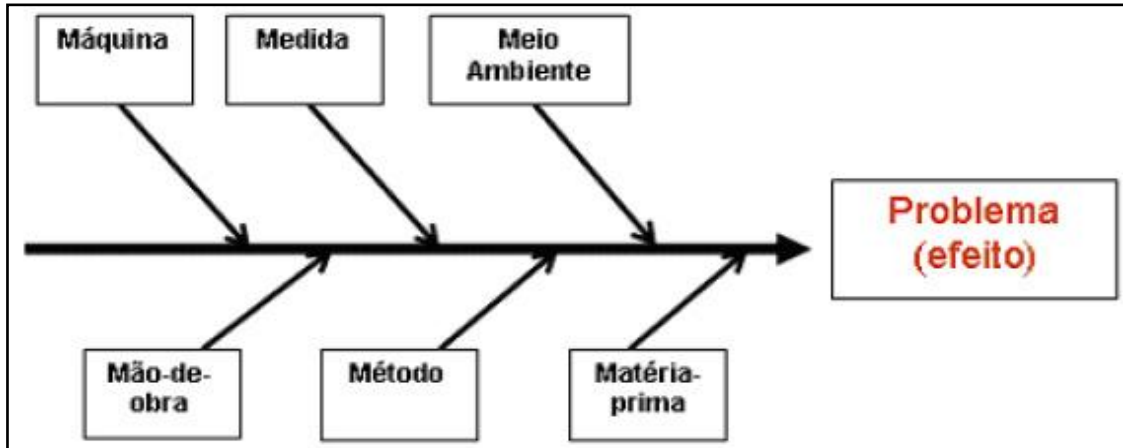 Máquina
Medida
Meio
Ambiente
Problema
(efeito)
Mão-de-
obra
Método
Matéria-
prima